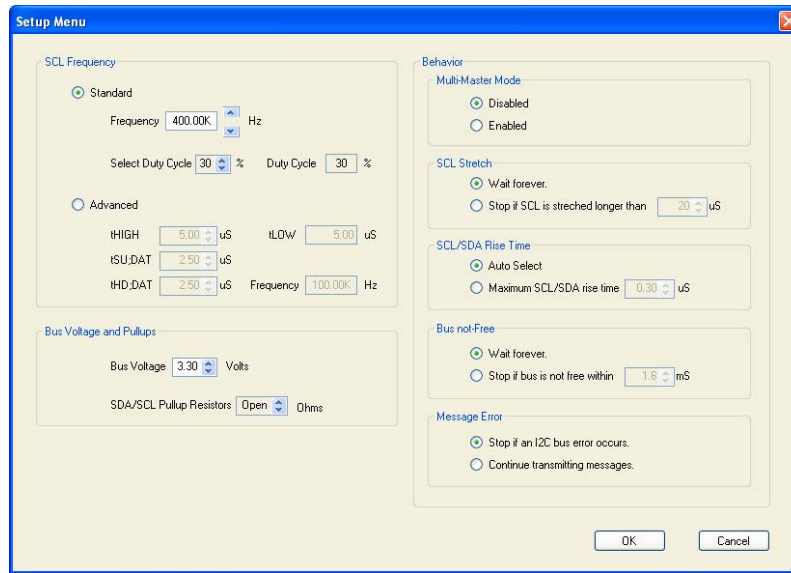 Setup Menu
SCL Frequency
Standard
Frequency 400.00K Hz
Select Duty Cycle 30 % Duty Cycle 30 %
Advanced
tHIGH 5.00 uS tLOW 5.00 uS
tSU;DAT 2.50 uS
tHD;DAT 2.50 uS Frequency 100.00K Hz
Bus Voltage and Pullups
Bus Voltage 3.30 Volts
SDA/SCL Pullup Resistors Open Ohms
Behavior
Multi-Master Mode
Disabled
Enabled
SCL Stretch
Wait forever.
Stop if SCL is streched longer than 20 uS
SCL/SDA Rise Time
Auto Select
Maximum SCL/SDA rise time 0.30 uS
Bus not-Free
Wait forever.
Stop if bus is not free within 1.6 mS
Message Error
Stop if an I2C bus error occurs.
Continue transmitting messages.
OK Cancel